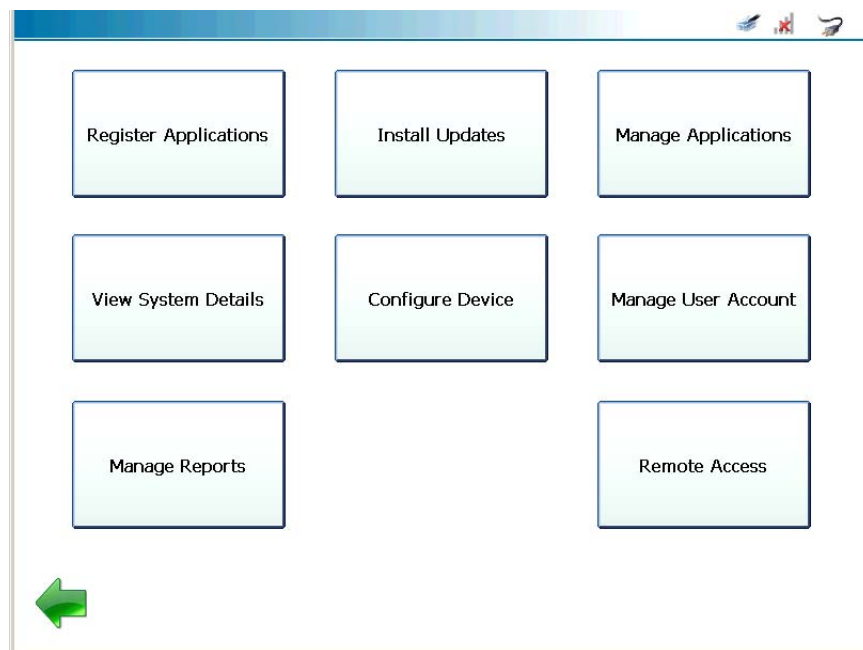 Register Applications
Install Updates
Manage Applications
View System Details
Configure Device
Manage User Account
Manage Reports
Remote Access